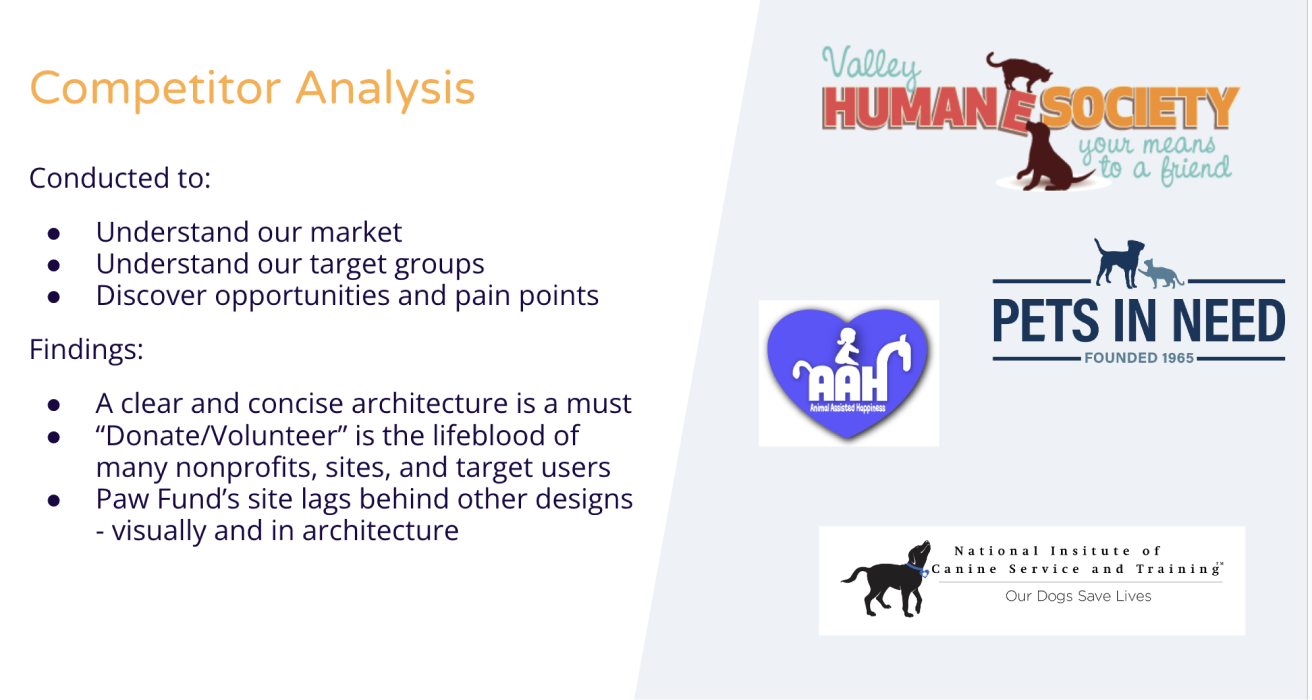 Competitor Analysis
Conducted to:
● Understand our market
● Understand our target groups
● Discover opportunities and pain points
Findings:
● A clear and concise architecture is a must
● “Donate/Volunteer” is the lifeblood of
many nonprofits, sites, and target users
● Paw Fund’s site lags behind other designs
- visually and in architecture
Valley
HUMANE SOCIETY
your means
to a friend
PETS IN NEED
FOUNDED 1965
AAH
Animal Assisted Happiness
National Insitute of
Canine Service and Training™
Our Dogs Save Lives